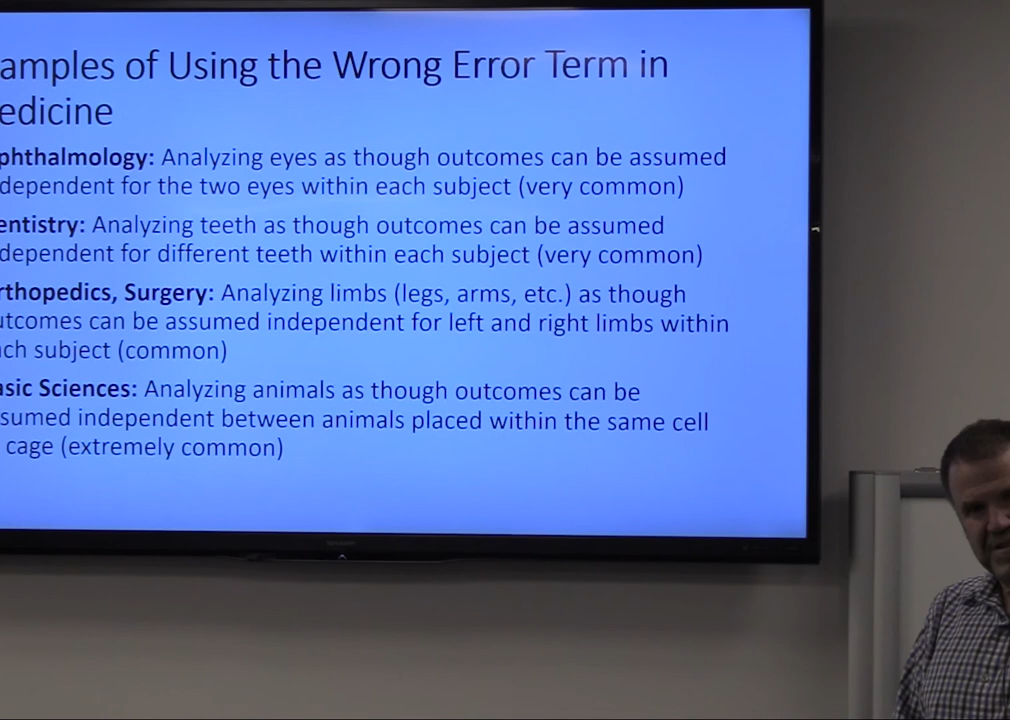 amples of Using the Wrong Error Term in
edicine
phthalmology: Analyzing eyes as though outcomes can be assumed
dependent for the two eyes within each subject (very common)
entistry: Analyzing teeth as though outcomes can be assumed
dependent for different teeth within each subject (very common)
rthopedics, Surgery: Analyzing limbs (legs, arms, etc.) as though
utcomes can be assumed independent for left and right limbs within
ch subject (common)
asic Sciences: Analyzing animals as though outcomes can be
ssumed independent between animals placed within the same cell
cage (extremely common)